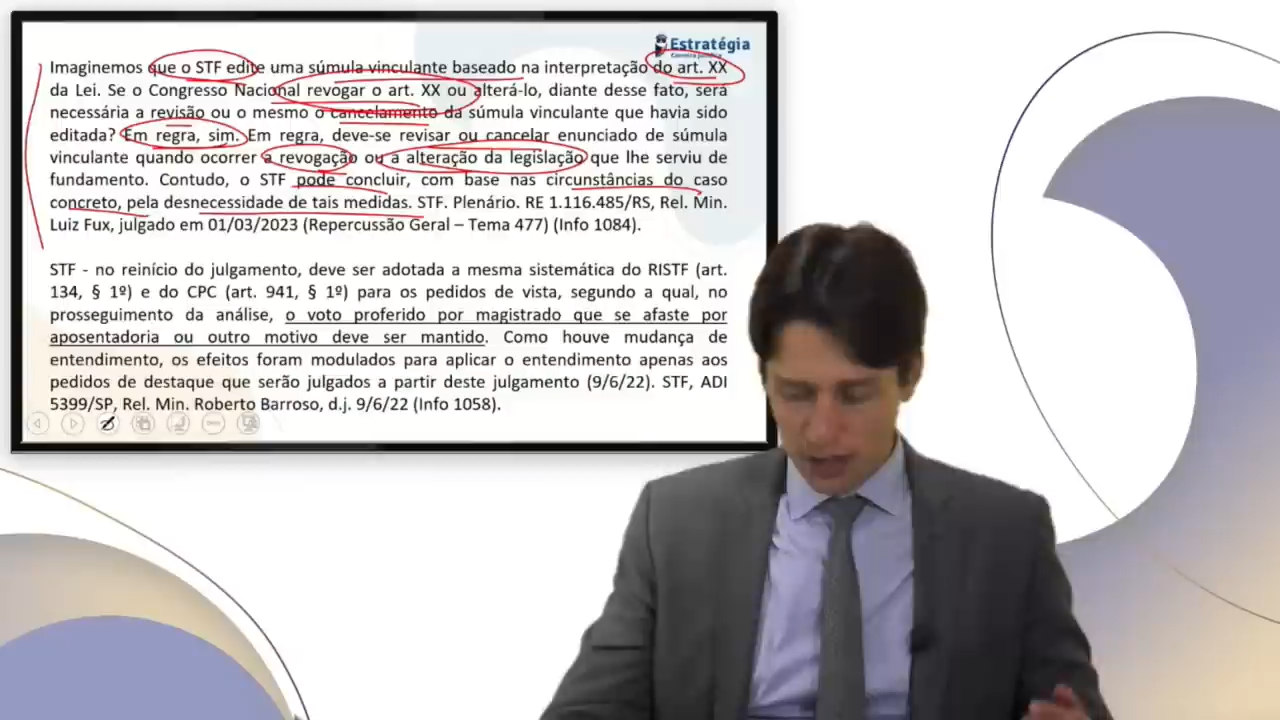 Estratégia
Carreira Jurídica
Imaginemos que o STF edite uma súmula vinculante baseado na interpretação do art. XX
da Lei. Se o Congresso Nacional revogar o art. XX ou alterá-lo, diante desse fato, será
necessária a revisão ou o mesmo o cancelamento da súmula vinculante que havia sido
editada? Em regra, sim. Em regra, deve-se revisar ou cancelar enunciado de súmula
vinculante quando ocorrer a revogação ou a alteração da legislação que lhe serviu de
fundamento. Contudo, o STF pode concluir, com base nas circunstâncias do caso
concreto, pela desnecessidade de tais medidas. STF. Plenário. RE 1.116.485/RS, Rel. Min.
Luiz Fux, julgado em 01/03/2023 (Repercussão Geral – Tema 477) (Info 1084).
STF - no reinício do julgamento, deve ser adotada a mesma sistemática do RISTF (art.
134, § 1º) e do CPC (art. 941, § 1º) para os pedidos de vista, segundo a qual, no
prosseguimento da análise, o voto proferido por magistrado que se afaste por
aposentadoria ou outro motivo deve ser mantido. Como houve mudança de
entendimento, os efeitos foram modulados para aplicar o entendimento apenas aos
pedidos de destaque que serão julgados a partir deste julgamento (9/6/22). STF, ADI
5399/SP, Rel. Min. Roberto Barroso, d.j. 9/6/22 (Info 1058).